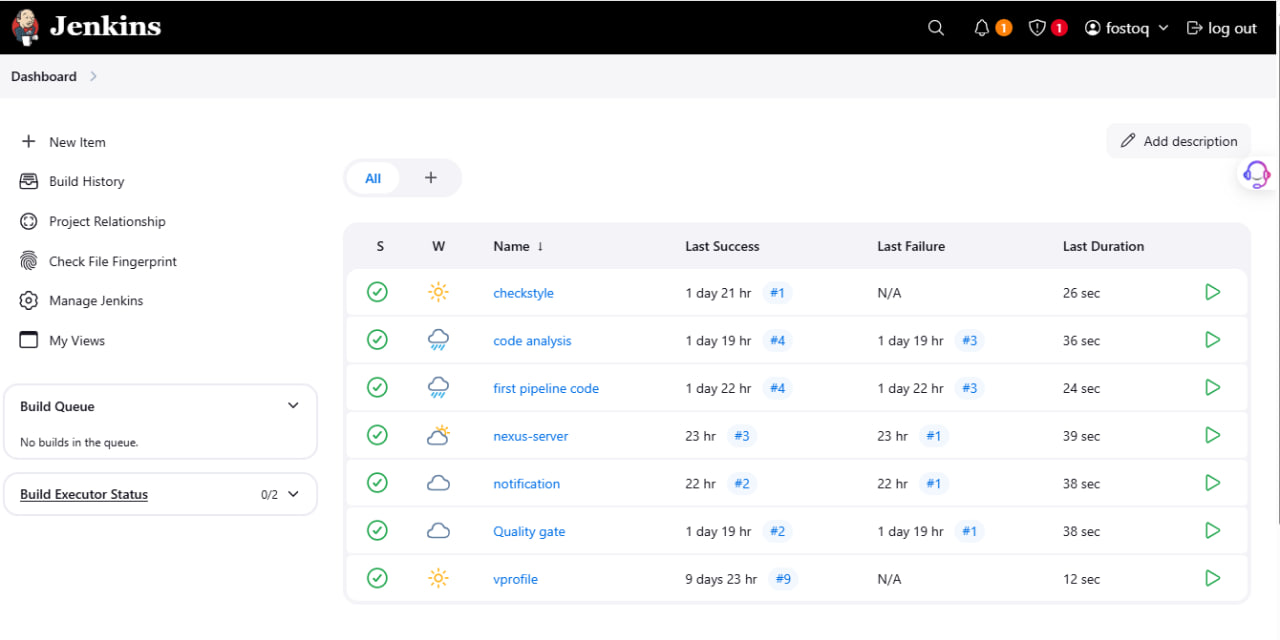 Jenkins 1 1 fostoq log out
Dashboard
New Item
Build History
Project Relationship
Check File Fingerprint
Manage Jenkins
My Views
Build Queue
No builds in the queue.
Build Executor Status 0/2
Add description
All +
S W Name ↓ Last Success Last Failure Last Duration
checkstyle 1 day 21 hr #1 N/A 26 sec
code analysis 1 day 19 hr #4 1 day 19 hr #3 36 sec
first pipeline code 1 day 22 hr #4 1 day 22 hr #3 24 sec
nexus-server 23 hr #3 23 hr #1 39 sec
notification 22 hr #2 22 hr #1 38 sec
Quality gate 1 day 19 hr #2 1 day 19 hr #1 38 sec
vprofile 9 days 23 hr #9 N/A 12 sec